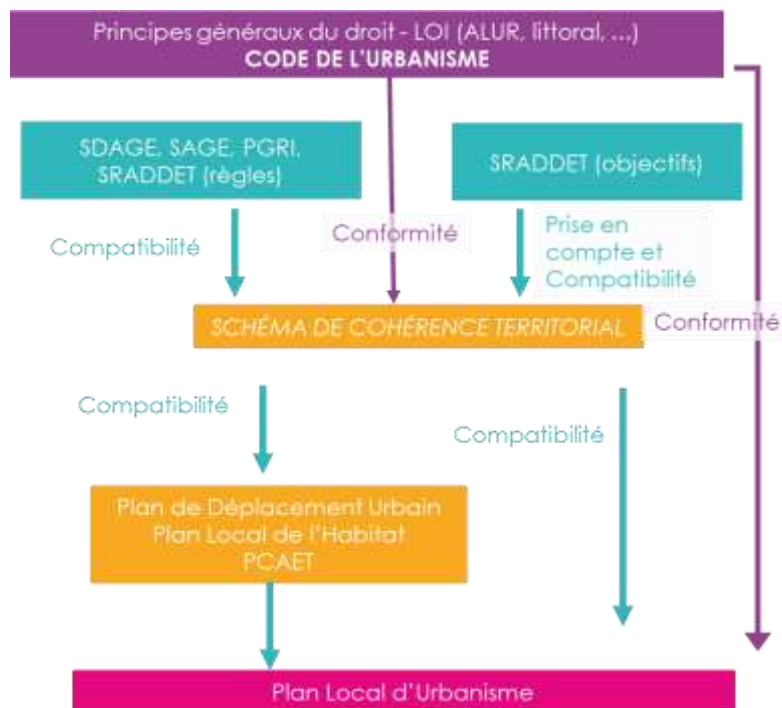 Principes généraux du droit - LOI (ALUR, littoral, ...)
CODE DE L'URBANISME
SDAGE, SAGE, PGRI,
SRADDET (règles)
SRADDET (objectifs)
Compatibilité
Conformité
Prise en
compte et
Compatibilité
SCHÉMA DE COHÉRENCE TERRITORIAL
Conformité
Compatibilité
Compatibilité
Plan de Déplacement Urbain
Plan Local de l'Habitat
PCAET
Plan Local d'Urbanisme